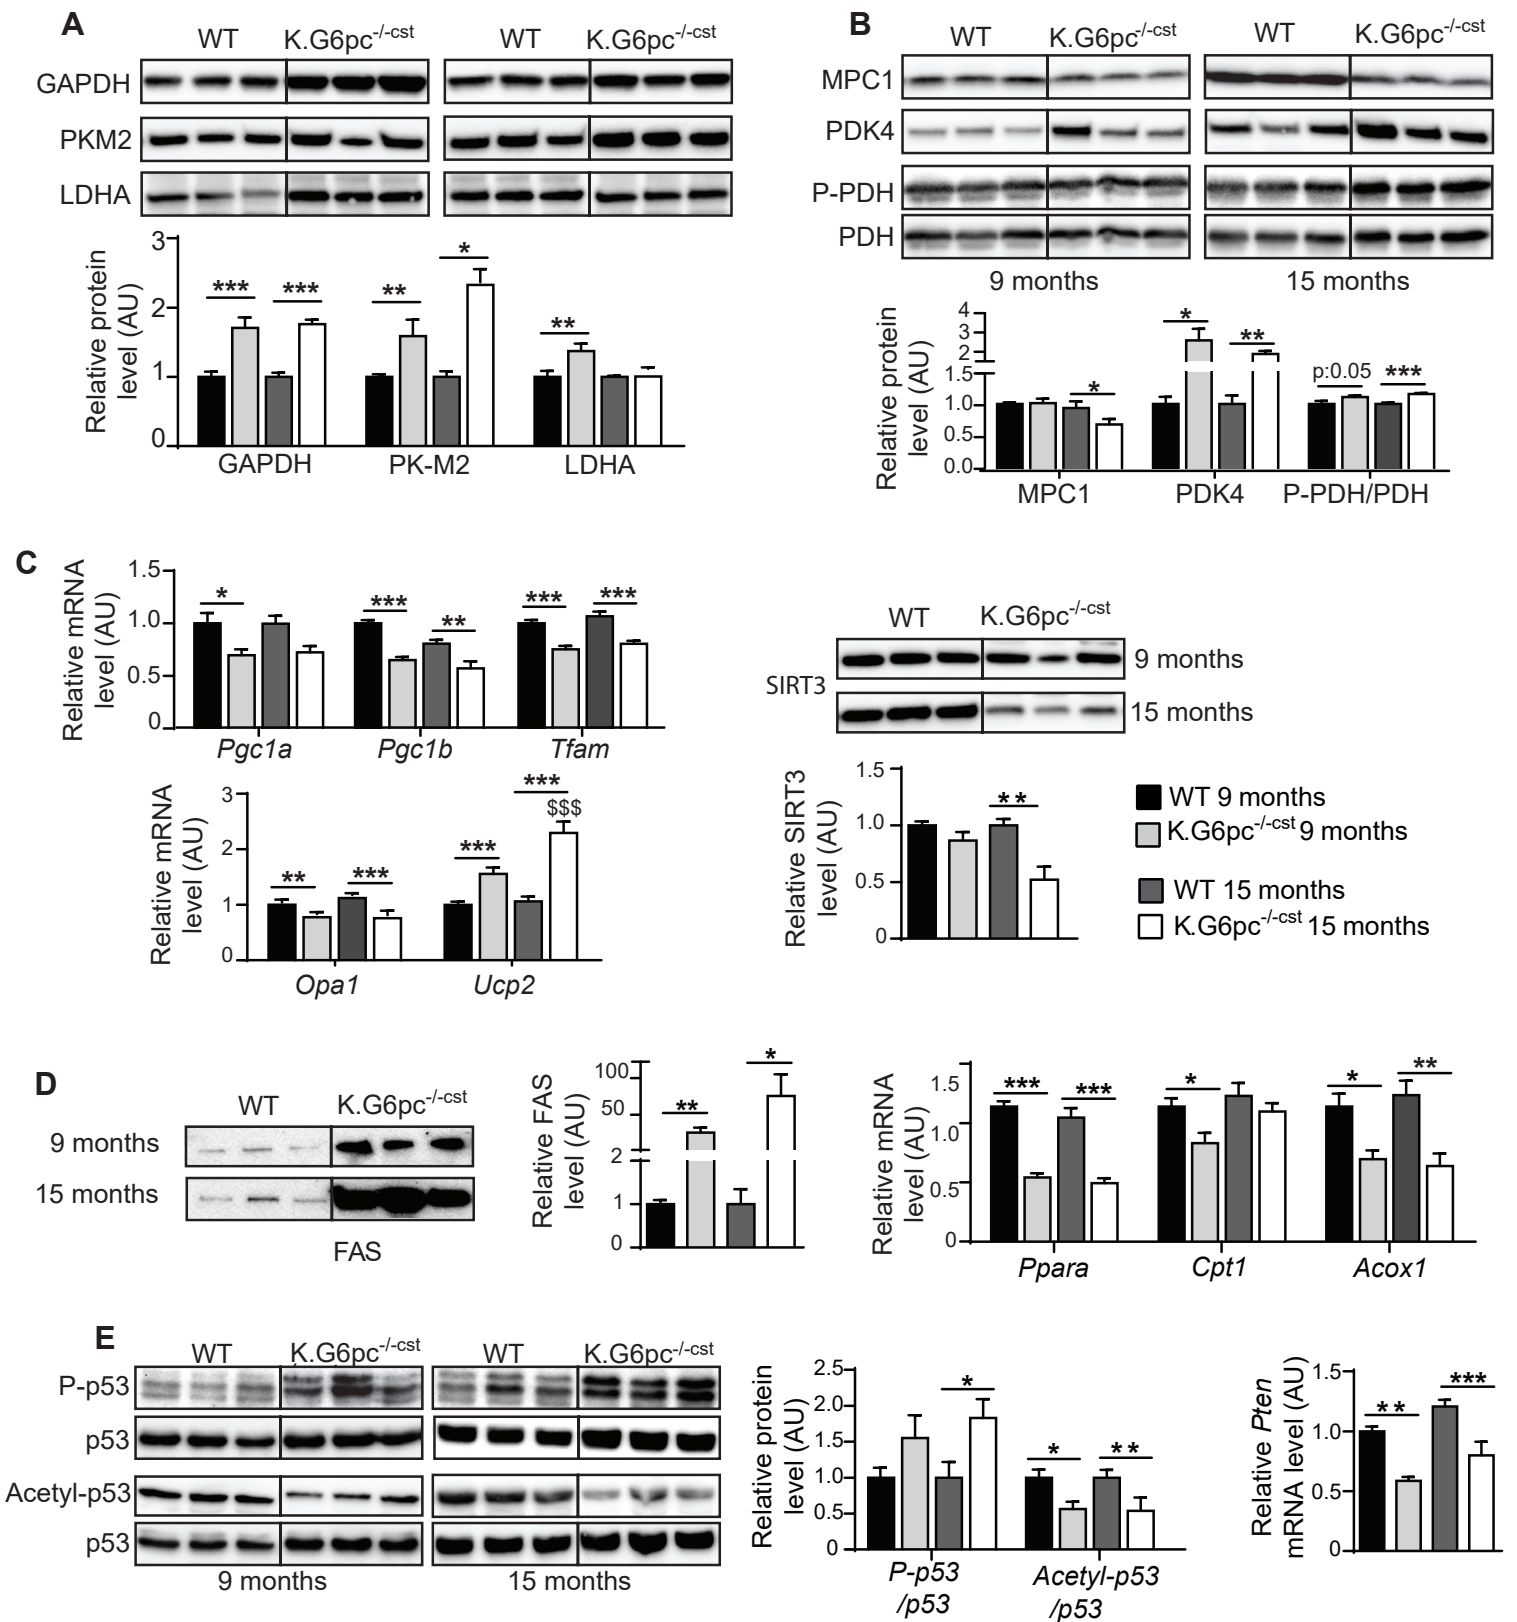 A
WT K.G6pc-/-cst WT K.G6pc-/-cst
GAPDH
PKM2
LDHA
Relative protein
level (AU)
3
2
1
0
*** *** ** * **
GAPDH PK-M2 LDHA
B
WT K.G6pc-/-cst WT K.G6pc-/-cst
MPC1
PDK4
P-PDH
PDH
9 months 15 months
Relative protein
level (AU)
4
3
2
1.5
1.0
0.5
0.0
* * ** p:0.05 ***
MPC1 PDK4 P-PDH/PDH
C
Relative mRNA
level (AU)
1.5
1.0
0.5
0
* *** ** *** ***
Pgc1a Pgc1b Tfam
Relative mRNA
level (AU)
3
2
1
0
** *** *** *** $$$
Opa1 Ucp2
WT K.G6pc-/-cst
SIRT3
9 months
15 months
Relative SIRT3
level (AU)
1.5
1.0
0.5
0
**
WT 9 months
K.G6pc-/-cst 9 months
WT 15 months
K.G6pc-/-cst 15 months
D
WT K.G6pc-/-cst
9 months
15 months
FAS
Relative FAS
level (AU)
100
50
2
1
0
** *
Relative mRNA
level (AU)
1.5
1.0
0.5
0
*** *** * * **
Ppara Cpt1 Acox1
E
WT K.G6pc-/-cst WT K.G6pc-/-cst
P-p53
p53
Acetyl-p53
p53
9 months 15 months
Relative protein
level (AU)
2.5
2.0
1.5
1.0
0.5
0
* * **
P-p53
/p53
Acetyl-p53
/p53
Relative Pten
mRNA level (AU)
1.5
1.0
0.5
0
** ***